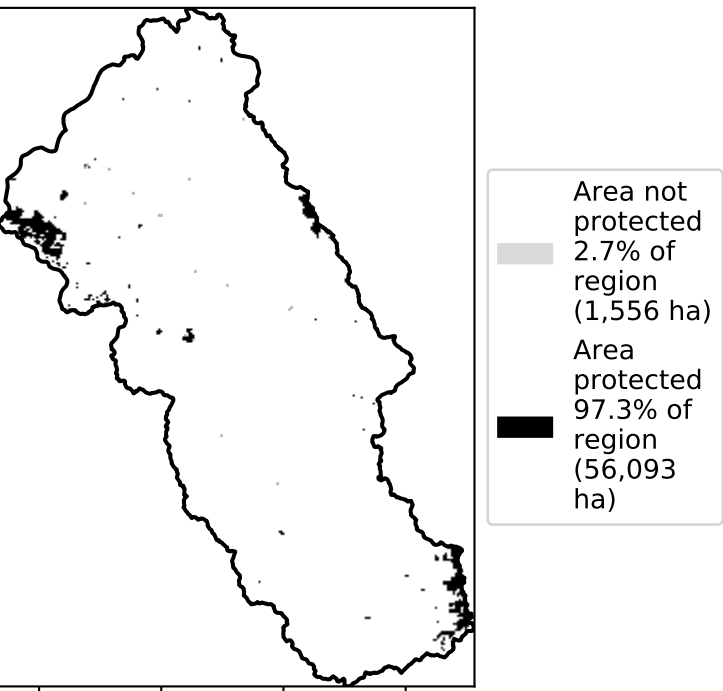 Area not
protected
2.7% of
region
(1,556 ha)
Area
protected
97.3% of
region
(56,093
ha)